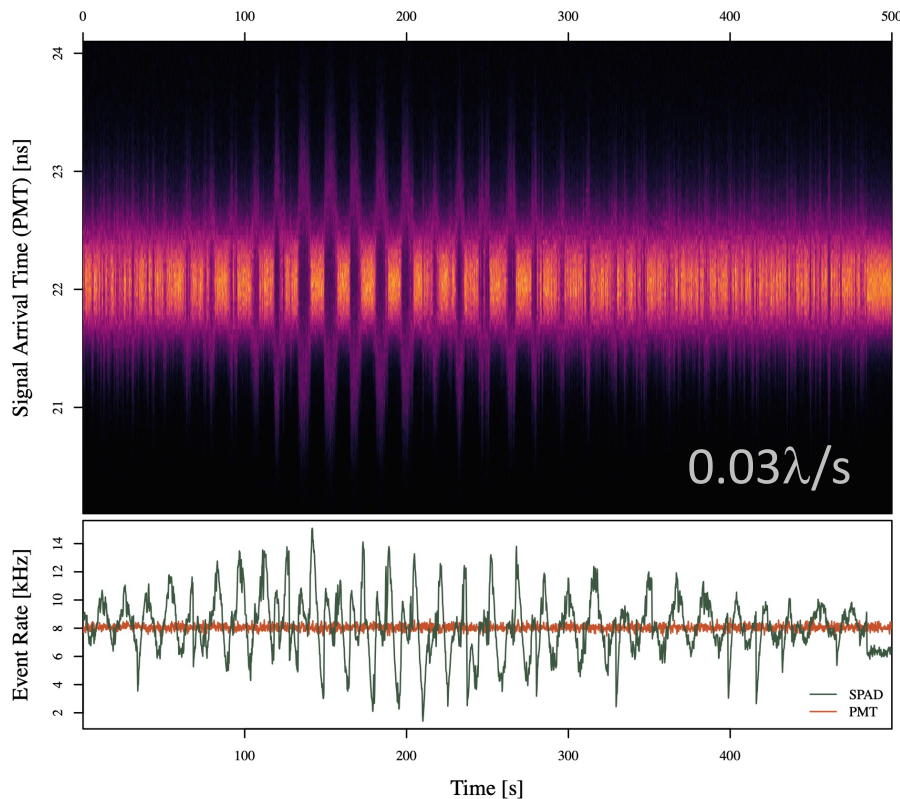 0 100 200 300 400 500
Signal Arrival Time (PMT) [ns]
24
23
22
21
0.03λ/s
Event Rate [kHz]
14
12
10
8
6
4
2
SPAD
PMT
100 200 300 400
Time [s]